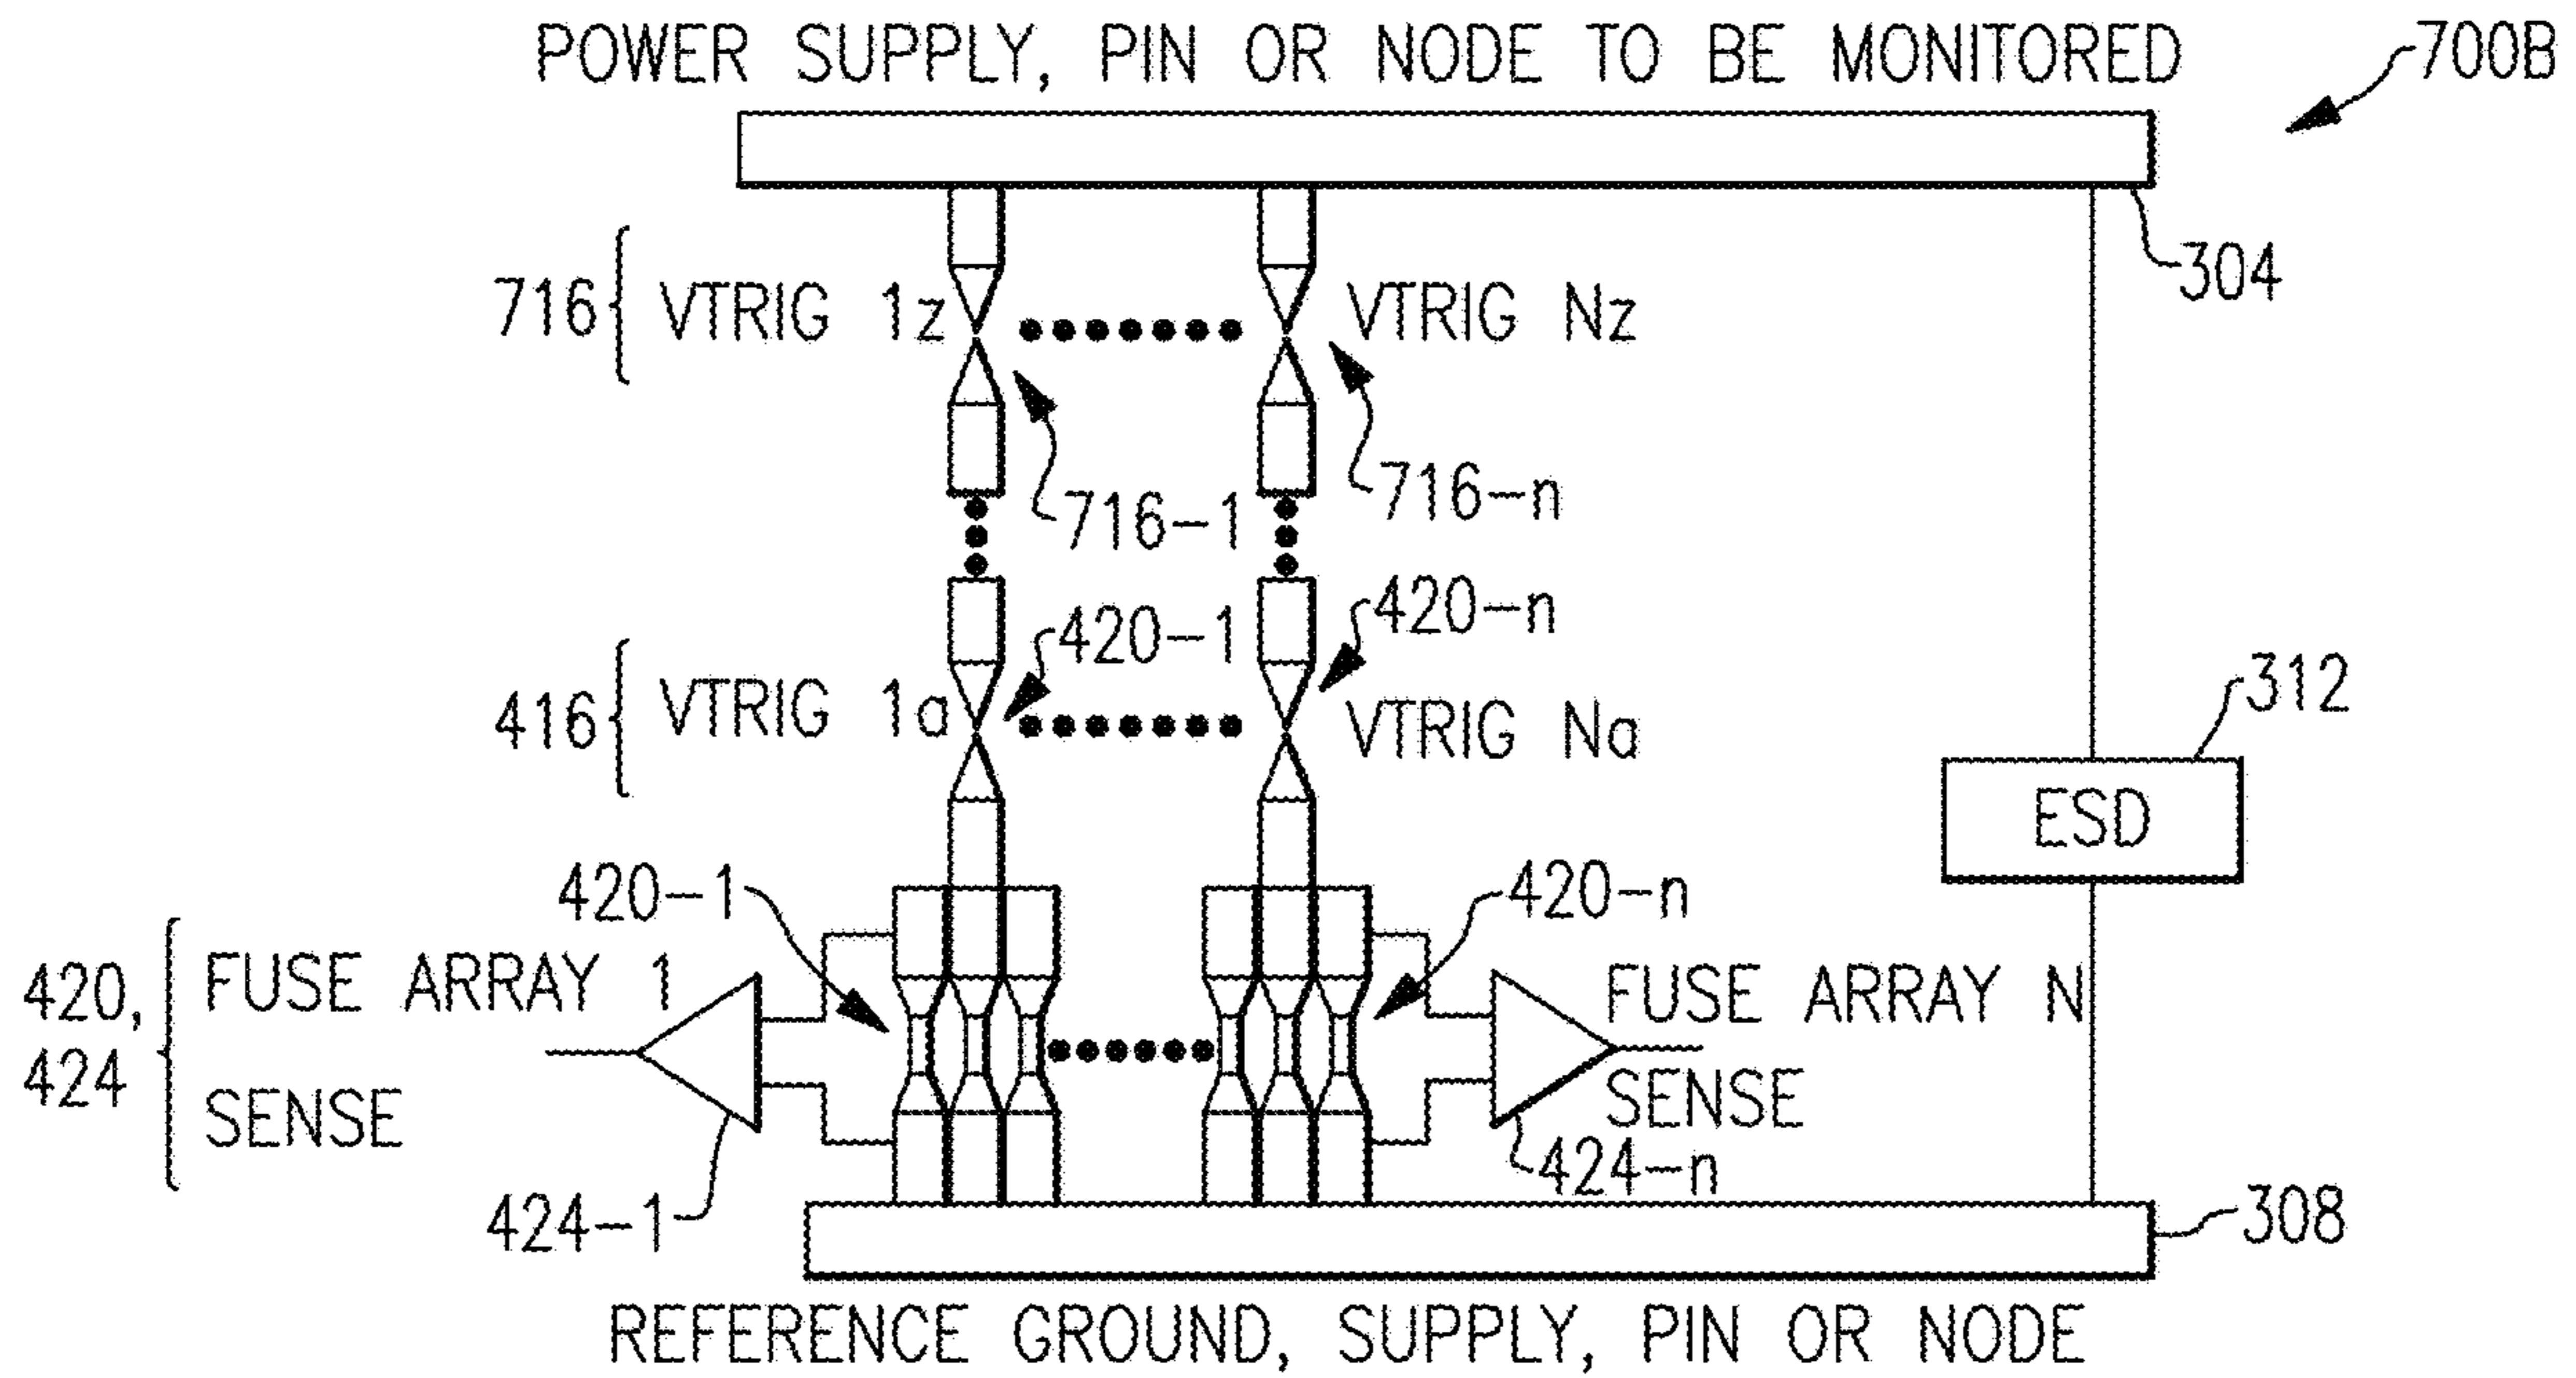 POWER SUPPLY, PIN OR NODE TO BE MONITORED
700B
304
716 VTRIG 1z VTRIG Nz
716-1 716-n
420-1 420-n
416 VTRIG 1a VTRIG Na
312
ESD
420-1 420-n
420, FUSE ARRAY 1 FUSE ARRAY N
424 SENSE SENSE
424-1 424-n
308
REFERENCE GROUND, SUPPLY, PIN OR NODE